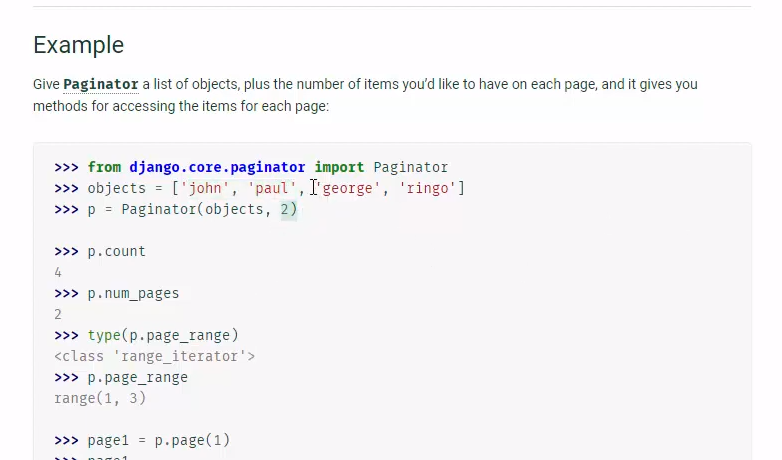 Example
Give Paginator a list of objects, plus the number of items you’d like to have on each page, and it gives you
methods for accessing the items for each page:
>>> from django.core.paginator import Paginator
>>> objects = ['john', 'paul', 'george', 'ringo']
>>> p = Paginator(objects, 2)
>>> p.count
4
>>> p.num_pages
2
>>> type(p.page_range)
<class 'range_iterator'>
>>> p.page_range
range(1, 3)
>>> page1 = p.page(1)
>>> page1